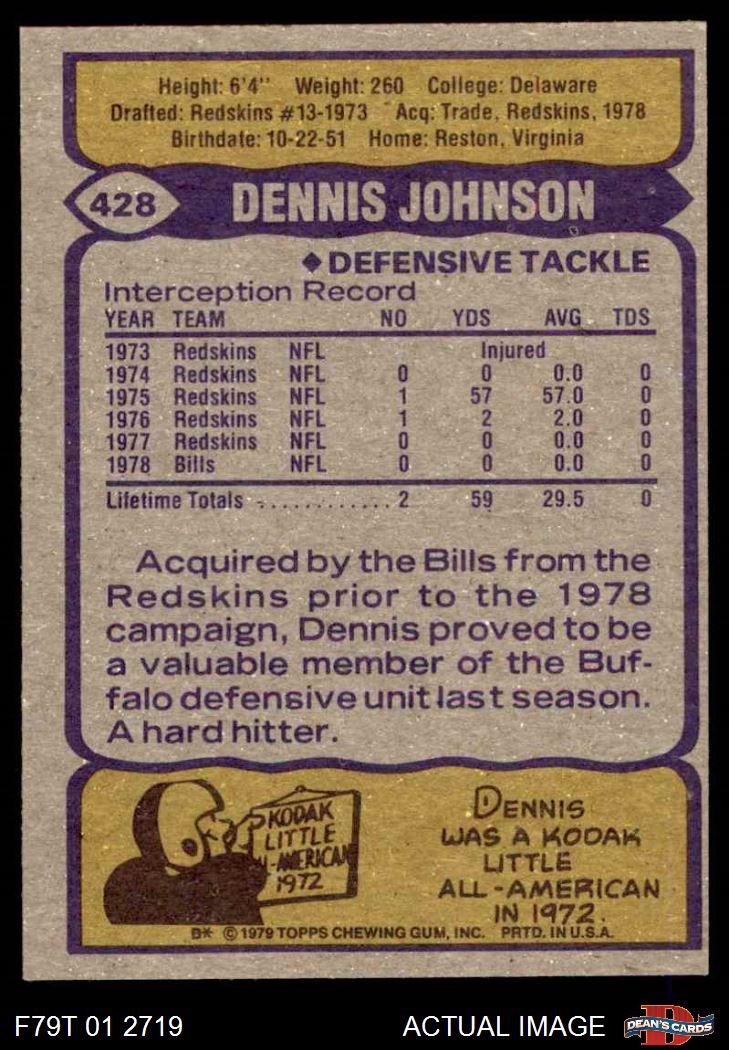 Height: 6'4" Weight: 260 College: Delaware
Drafted: Redskins #13-1973 Acq: Trade, Redskins, 1978
Birthdate: 10-22-51 Home: Reston, Virginia
428 DENNIS JOHNSON
◆ DEFENSIVE TACKLE
Interception Record
YEAR TEAM NO YDS AVG TDS
1973 Redskins NFL Injured
1974 Redskins NFL 0 0 0.0 0
1975 Redskins NFL 1 57 57.0 0
1976 Redskins NFL 1 2 2.0 0
1977 Redskins NFL 0 0 0.0 0
1978 Bills NFL 0 0 0.0 0
Lifetime Totals ............. 2 59 29.5 0
Acquired by the Bills from the
Redskins prior to the 1978
campaign, Dennis proved to be
a valuable member of the Buf-
falo defensive unit last season.
A hard hitter.
KODAK
LITTLE
LL-AMERICAN
1972
DENNIS
WAS A KODAK
LITTLE
ALL-AMERICAN
IN 1972.
B* © 1979 TOPPS CHEWING GUM, INC. PRTD. IN U.S.A.
F79T 01 2719 ACTUAL IMAGE DEAN'S CARDS